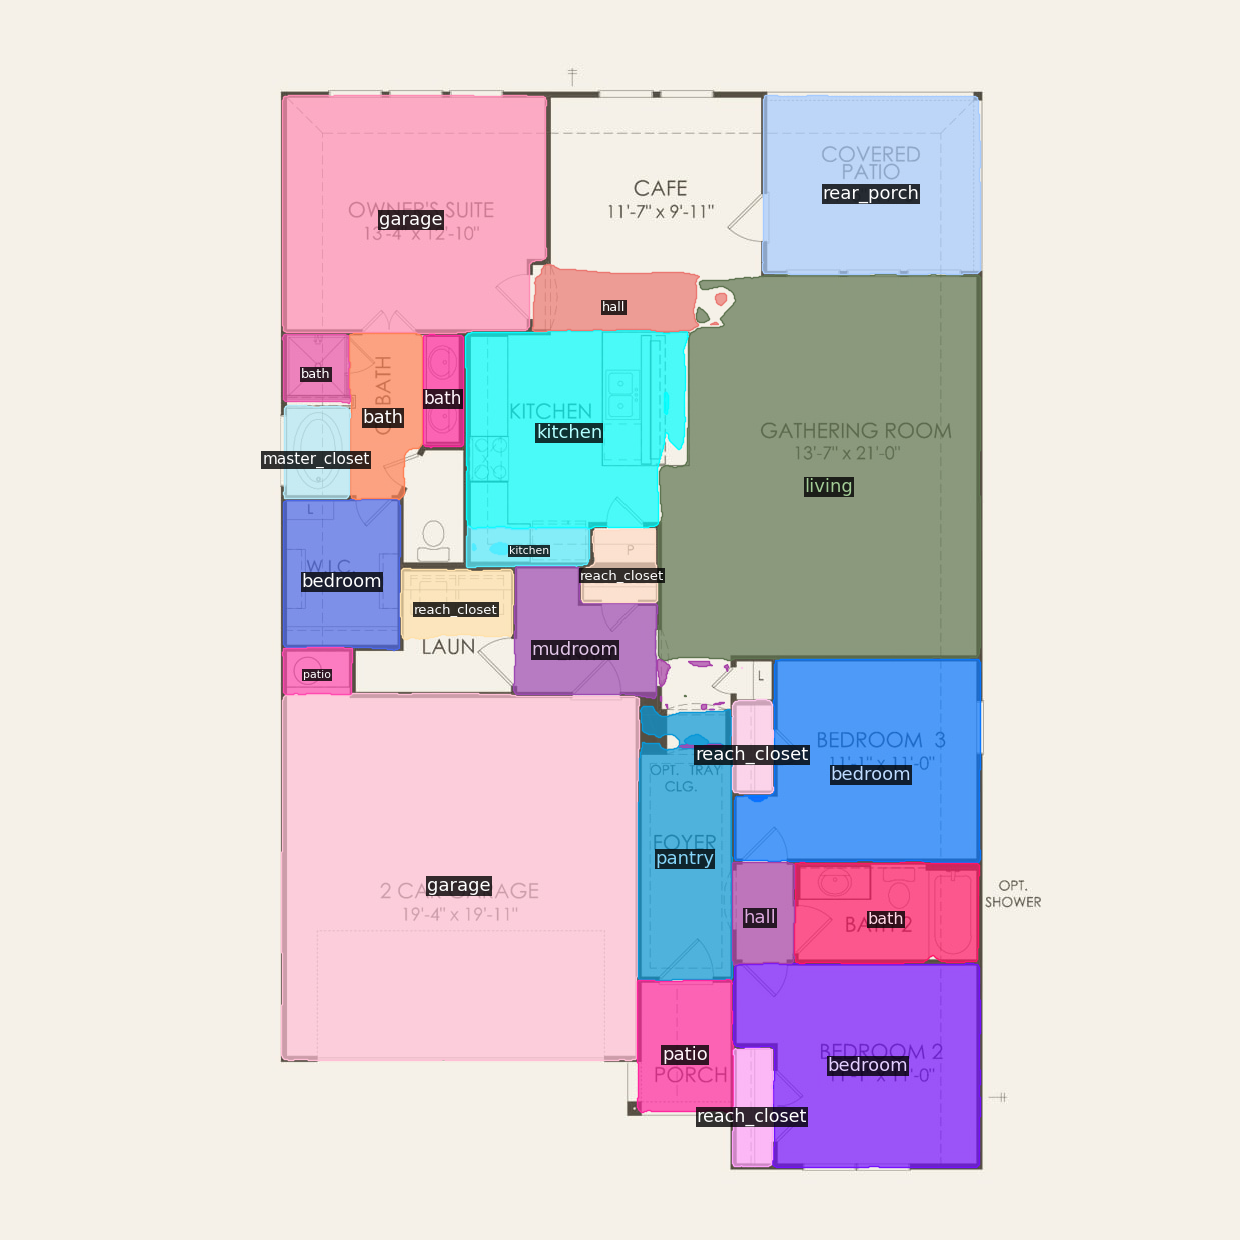 COVERED
PATIO
rear_porch
CAFE
11'-7" x 9'-11"
OWNER'S SUITE
garage
13'-4" x 12'-10"
hall
bath
BATH
bath
bath
KITCHEN
kitchen
GATHERING ROOM
13'-7" x 21'-0"
living
master_closet
L
kitchen
P
W.I.C.
bedroom
reach_closet
reach_closet
LAUN
mudroom
patio
L
BEDROOM 3
reach_closet
11'-1" x 11'-0"
bedroom
OPT. TRAY
CLG.
FOYER
pantry
garage
2 CAR GARAGE
19'-4" x 19'-11"
OPT.
SHOWER
hall
bath
BATH 2
patio
PORCH
BEDROOM 2
bedroom
11'-1" x 11'-0"
reach_closet